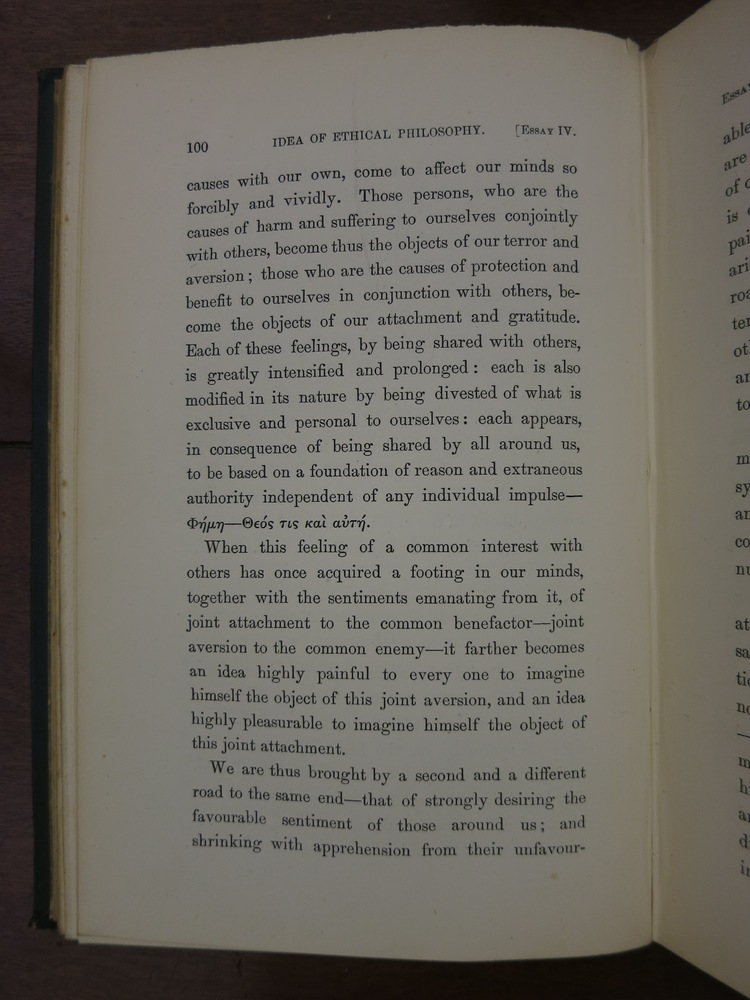 100 IDEA OF ETHICAL PHILOSOPHY. [ESSAY IV.
causes with our own, come to affect our minds so
forcibly and vividly. Those persons, who are the
causes of harm and suffering to ourselves conjointly
with others, become thus the objects of our terror and
aversion; those who are the causes of protection and
benefit to ourselves in conjunction with others, be-
come the objects of our attachment and gratitude.
Each of these feelings, by being shared with others,
is greatly intensified and prolonged: each is also
modified in its nature by being divested of what is
exclusive and personal to ourselves: each appears,
in consequence of being shared by all around us,
to be based on a foundation of reason and extraneous
authority independent of any individual impulse—
Φήμη—Θεός τις καὶ αὐτή.
When this feeling of a common interest with
others has once acquired a footing in our minds,
together with the sentiments emanating from it, of
joint attachment to the common benefactor—joint
aversion to the common enemy—it farther becomes
an idea highly painful to every one to imagine
himself the object of this joint aversion, and an idea
highly pleasurable to imagine himself the object of
this joint attachment.
We are thus brought by a second and a different
road to the same end—that of strongly desiring the
favourable sentiment of those around us; and
shrinking with apprehension from their unfavour-
able
are
of
is